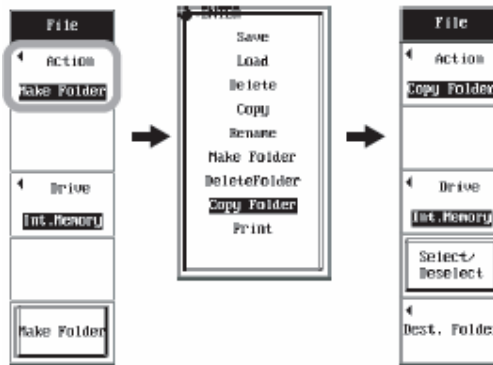 File
Action
Make Folder
Drive
Int.Memory
Make Folder
ENTER
Save
Load
Delete
Copy
Rename
Make Folder
DeleteFolder
Copy Folder
Print
File
Action
Copy Folder
Drive
Int.Memory
Select/
Deselect
Dest. Folder